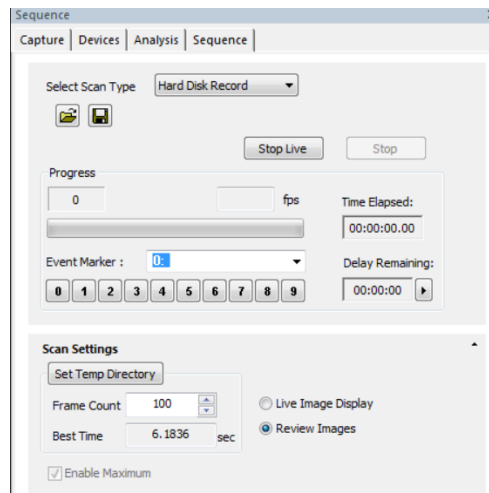 Sequence
Capture Devices Analysis Sequence
Select Scan Type Hard Disk Record
Stop Live Stop
Progress
0 fps Time Elapsed:
00:00:00.00
Event Marker : 0: Delay Remaining:
0 1 2 3 4 5 6 7 8 9 00:00:00
Scan Settings
Set Temp Directory
Frame Count 100 Live Image Display
Best Time 6.1836 sec Review Images
Enable Maximum